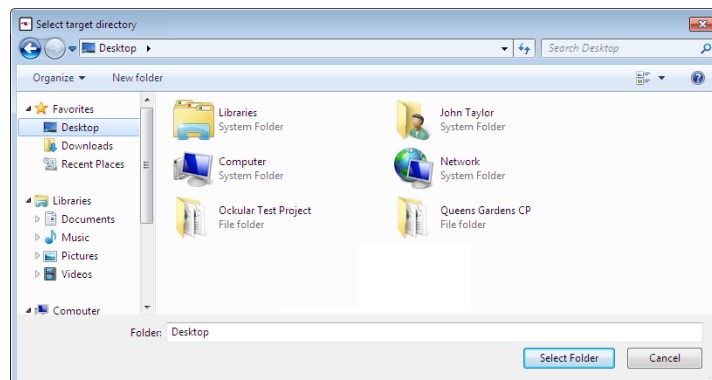 Select target directory
Desktop
Search Desktop
Organize
New folder
Favorites
Desktop
Downloads
Recent Places
Libraries
Documents
Music
Pictures
Videos
Computer
Libraries
System Folder
John Taylor
System Folder
Computer
System Folder
Network
System Folder
Ockular Test Project
File folder
Queens Gardens CP
File folder
Folder: Desktop
Select Folder
Cancel